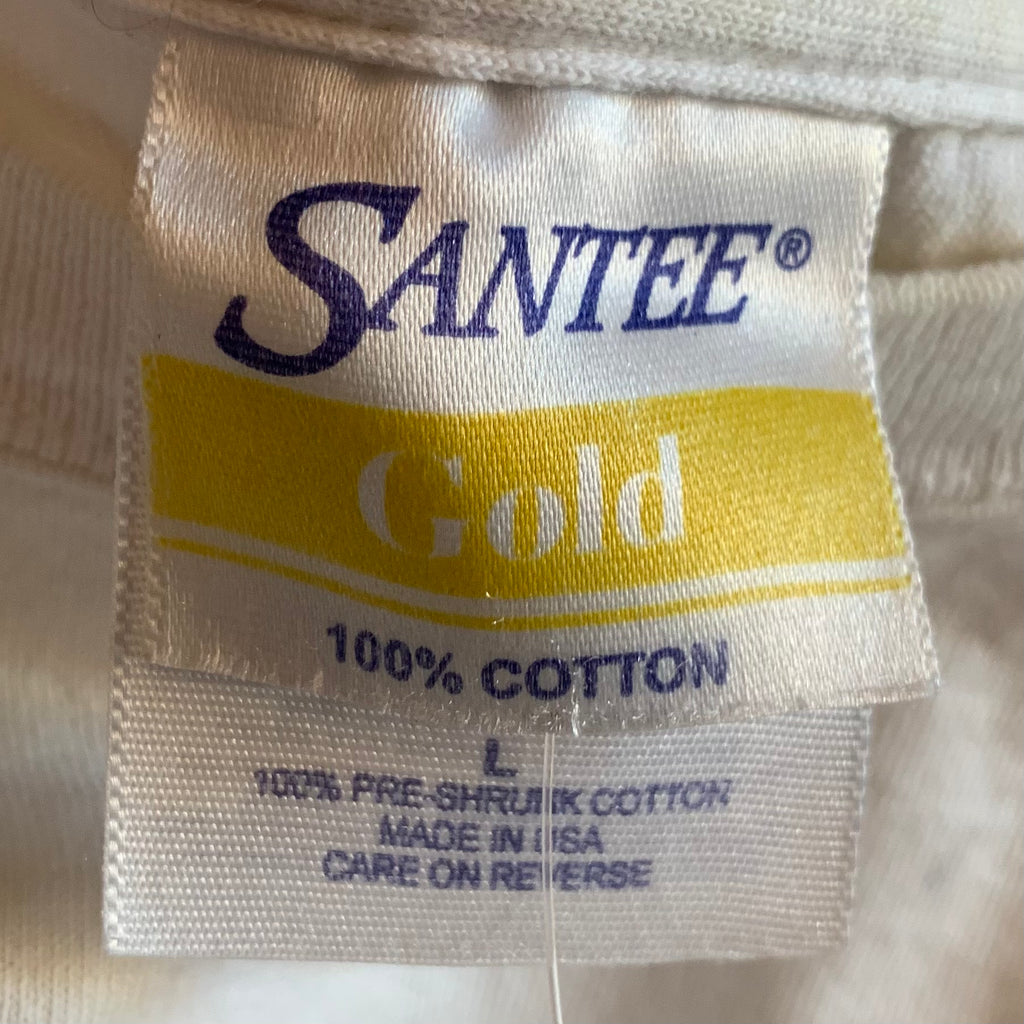 SANTEE®
Gold
100% COTTON
L
100% PRE-SHRUNK COTTON
MADE IN USA
CARE ON REVERSE